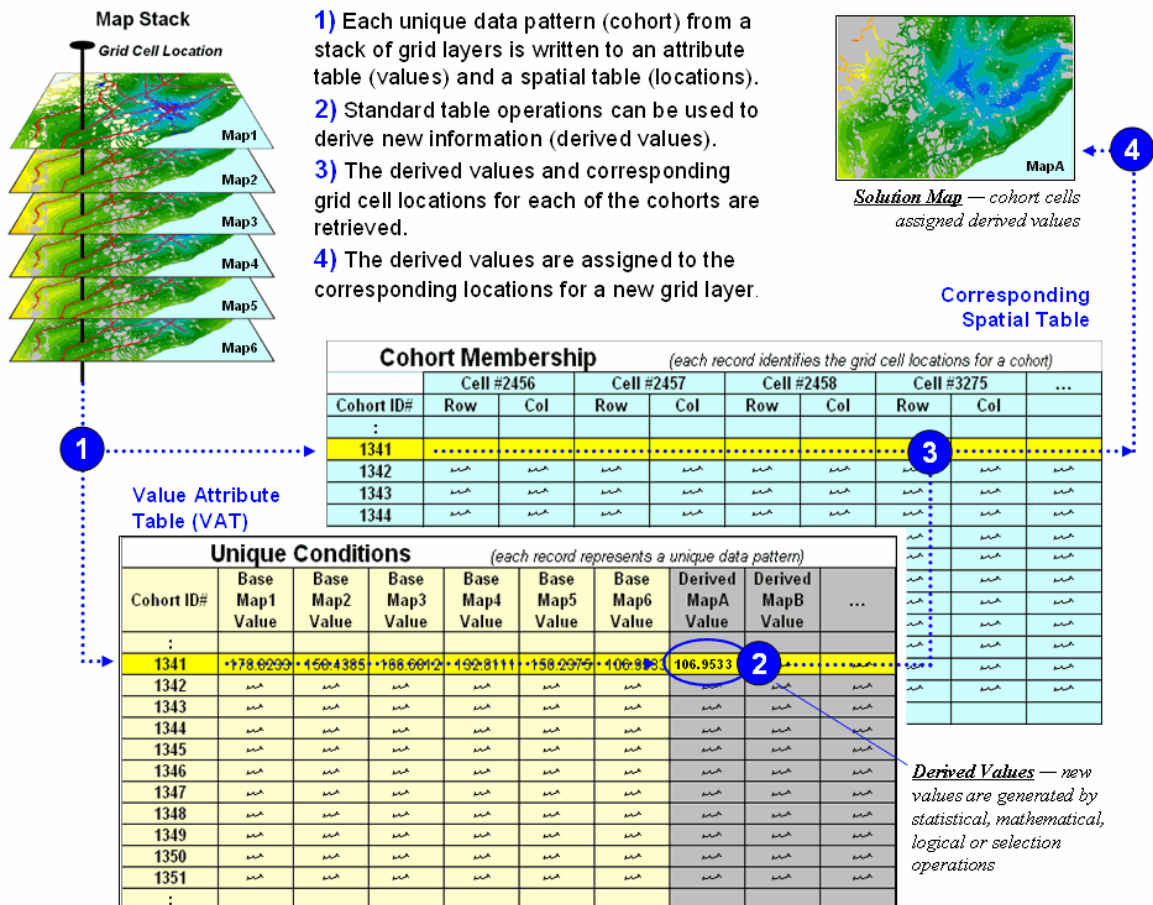 Map Stack
Grid Cell Location
Map1
Map2
Map3
Map4
Map5
Map6
1) Each unique data pattern (cohort) from a
stack of grid layers is written to an attribute
table (values) and a spatial table (locations).
2) Standard table operations can be used to
derive new information (derived values).
3) The derived values and corresponding
grid cell locations for each of the cohorts are
retrieved.
4) The derived values are assigned to the
corresponding locations for a new grid layer.
MapA
4
Solution Map — cohort cells
assigned derived values
Corresponding
Spatial Table
Cohort Membership (each record identifies the grid cell locations for a cohort)
Cell #2456 Cell #2457 Cell #2458 Cell #3275 ...
Cohort ID# Row Col Row Col Row Col Row Col
:
1341
1342
1343
1344
1
3
Value Attribute
Table (VAT)
Unique Conditions (each record represents a unique data pattern)
Base Base Base Base Base Base Derived Derived
Cohort ID# Map1 Map2 Map3 Map4 Map5 Map6 MapA MapB ...
Value Value Value Value Value Value Value Value
:
1341 106.9533
2
1342
1343
1344
1345
1346
1347
1348
1349
1350
1351
:
Derived Values — new
values are generated by
statistical, mathematical,
logical or selection
operations